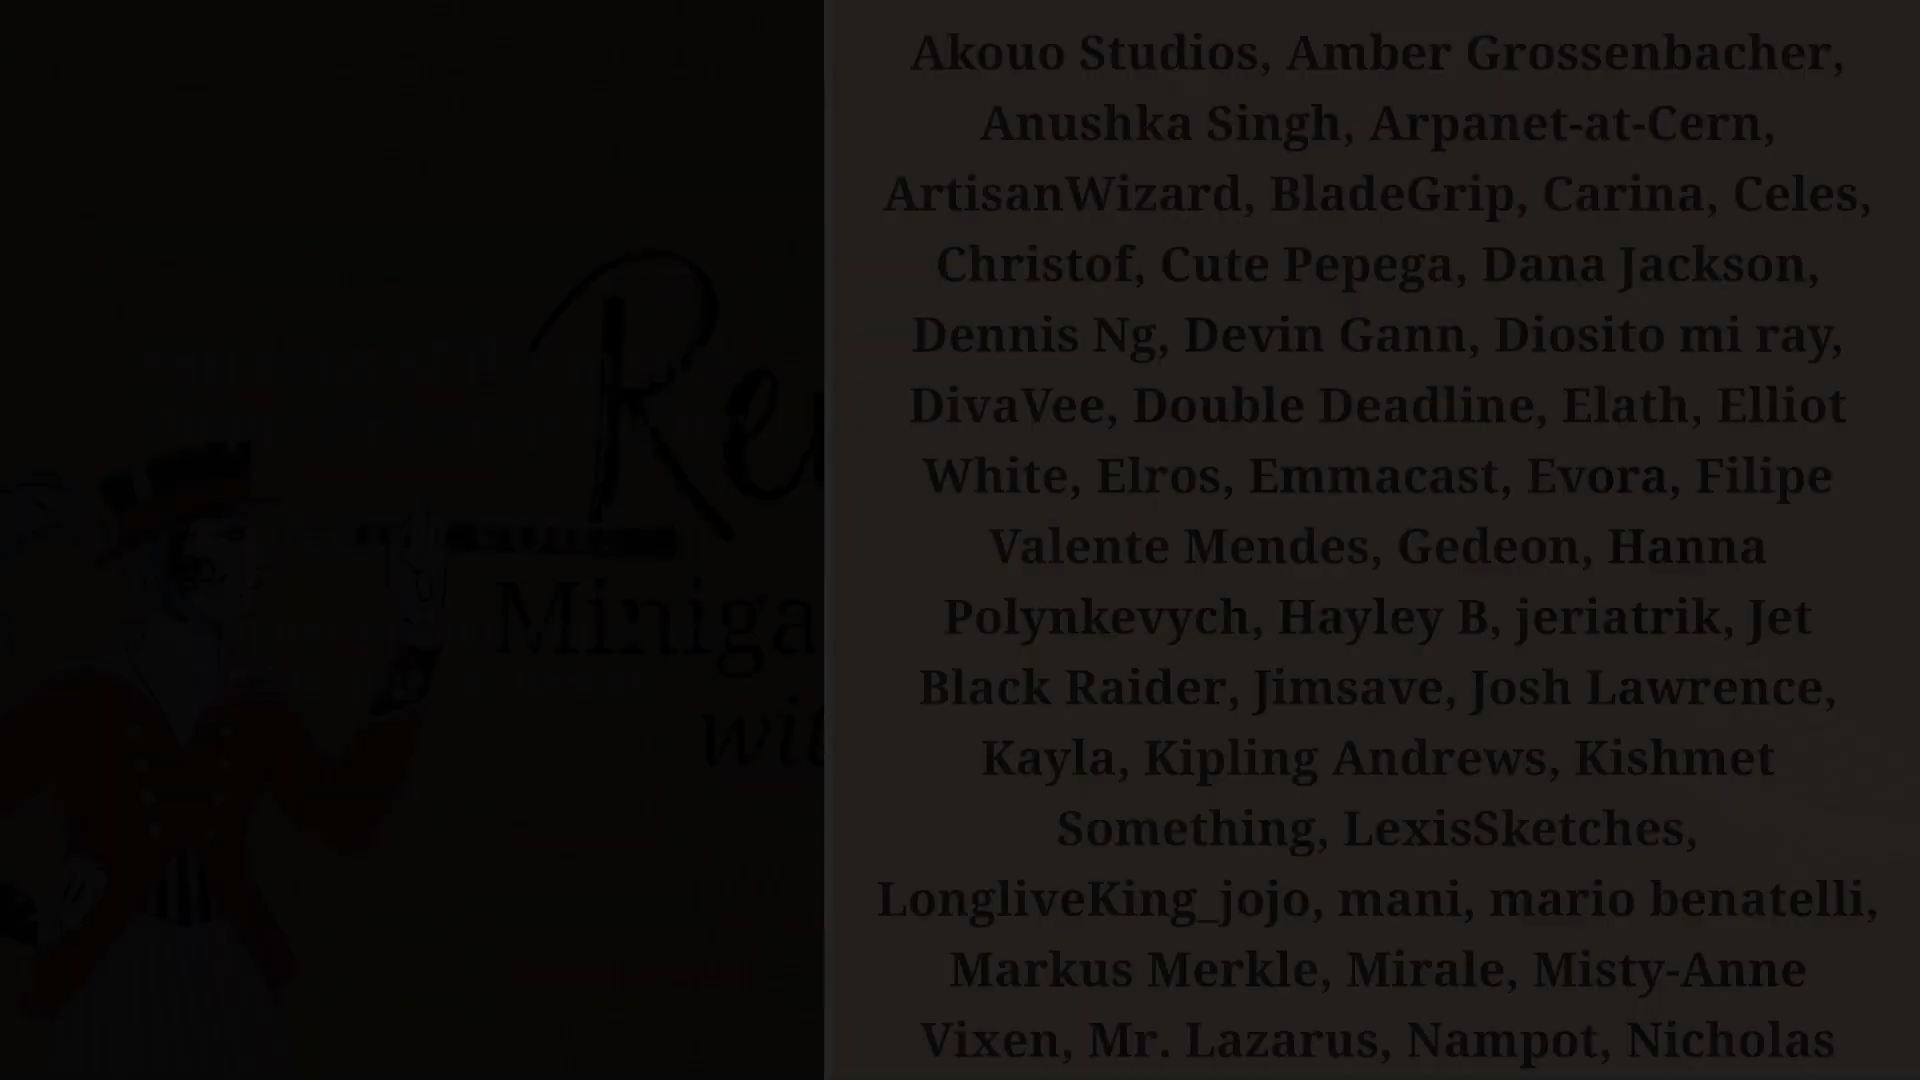 Re
Miniga
wit
Akouo Studios, Amber Grossenbacher,
Anushka Singh, Arpanet-at-Cern,
ArtisanWizard, BladeGrip, Carina, Celes,
Christof, Cute Pepega, Dana Jackson,
Dennis Ng, Devin Gann, Diosito mi ray,
DivaVee, Double Deadline, Elath, Elliot
White, Elros, Emmacast, Evora, Filipe
Valente Mendes, Gedeon, Hanna
Polynkevych, Hayley B, jeriatrik, Jet
Black Raider, Jimsave, Josh Lawrence,
Kayla, Kipling Andrews, Kishmet
Something, LexisSketches,
LongliveKing_jojo, mani, mario benatelli,
Markus Merkle, Mirale, Misty-Anne
Vixen, Mr. Lazarus, Nampot, Nicholas